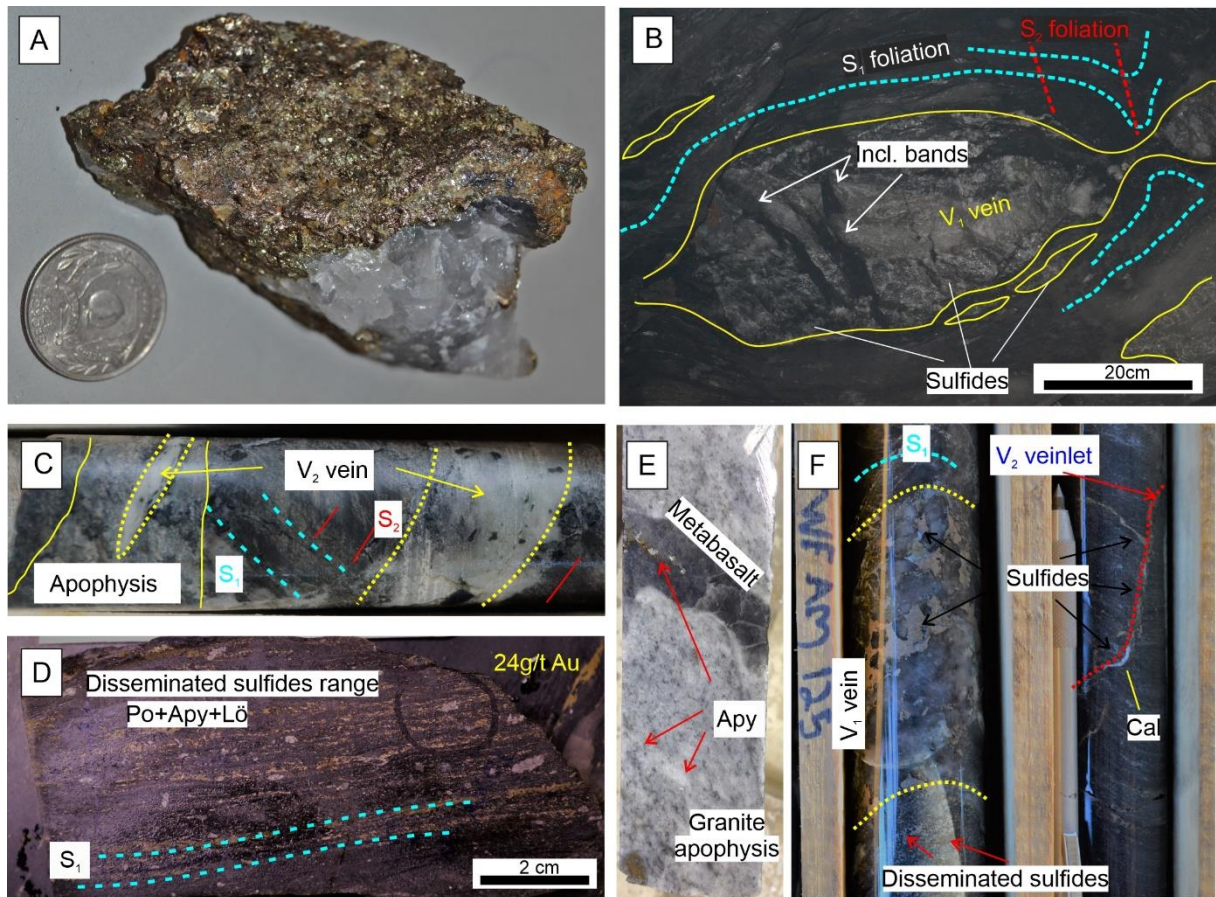 A
B
S₁ foliation
S₂ foliation
Incl. bands
V₁ vein
Sulfides
20cm
C
V₂ vein
S₂
S₁
Apophysis
D
24g/t Au
Disseminated sulfides range
Po+Apy+Lö
S₁
2 cm
E
Metabasalt
Apy
Granite
apophysis
F
S₁
V₂ veinlet
Sulfides
V₁ vein
Cal
Disseminated sulfides